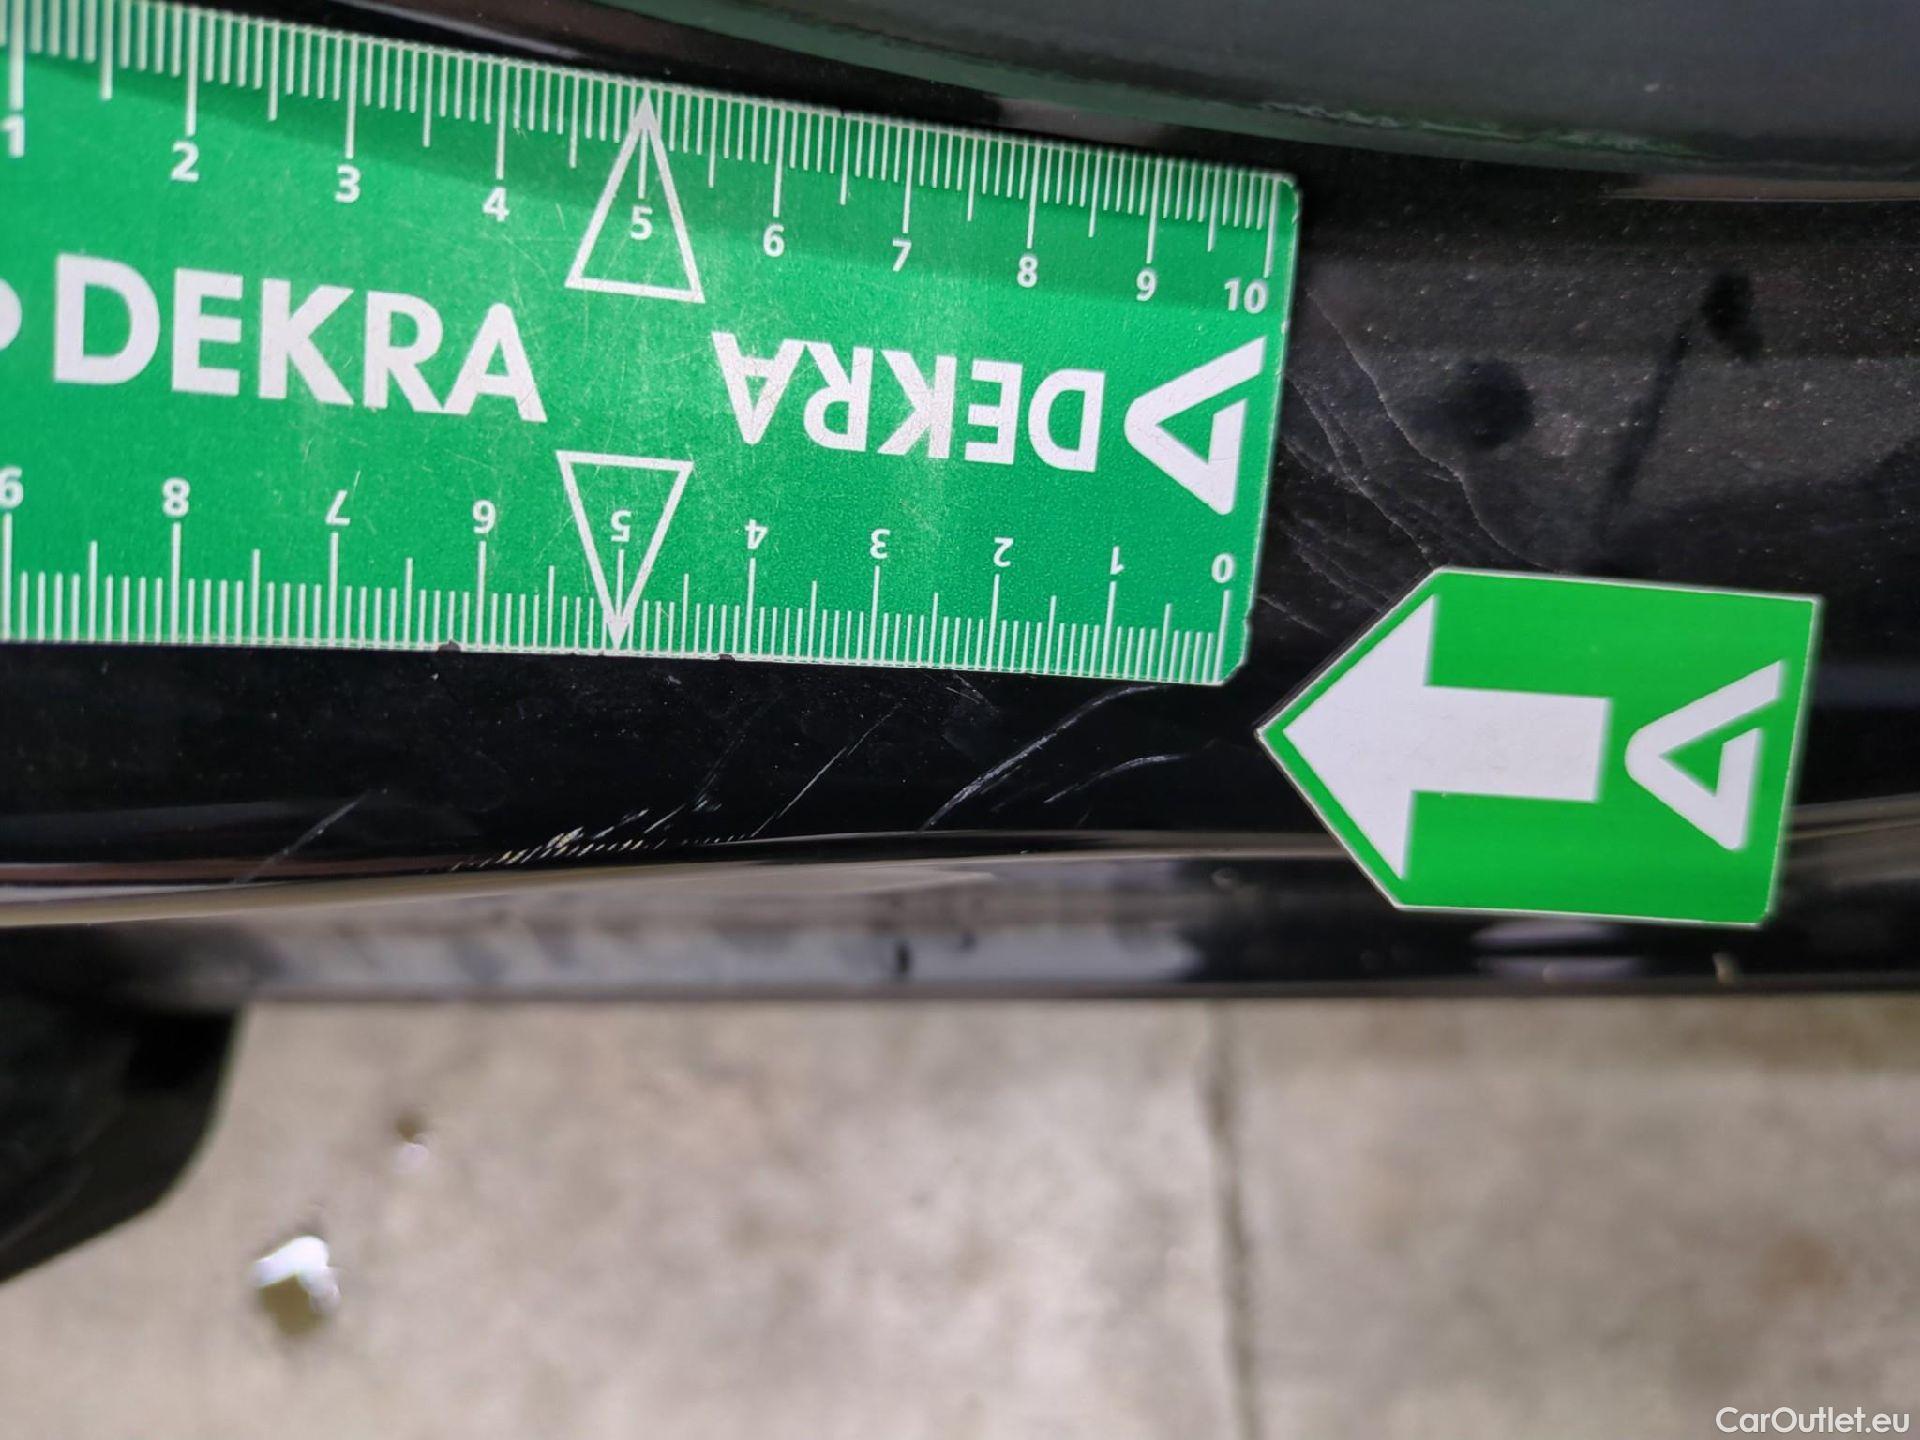 1 2 3 4 5 6 7 8 9 10
DEKRA
DEKRA
9 8 7 6 5 4 3 2 1 0
CarOutlet.eu